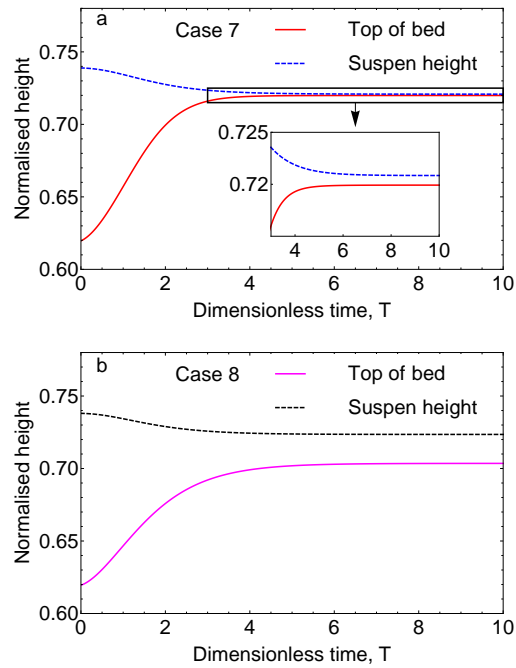 a
Case 7
Top of bed
Suspen height
Normalised height
0.75
0.70
0.65
0.60
0.725
0.72
4 6 8 10
0 2 4 6 8 10
Dimensionless time, T
b
Case 8
Top of bed
Suspen height
Normalised height
0.75
0.70
0.65
0.60
0 2 4 6 8 10
Dimensionless time, T